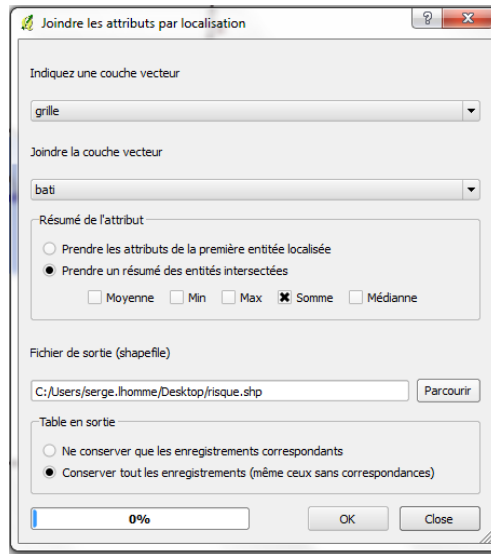 Joindre les attributs par localisation
Indiquez une couche vecteur
grille
Joindre la couche vecteur
bati
Résumé de l'attribut
Prendre les attributs de la première entitée localisée
Prendre un résumé des entités intersectées
Moyenne Min Max Somme Médianne
Fichier de sortie (shapefile)
C:/Users/serge.lhomme/Desktop/risque.shp Parcourir
Table en sortie
Ne conserver que les enregistrements correspondants
Conserver tout les enregistrements (même ceux sans correspondances)
0% OK Close